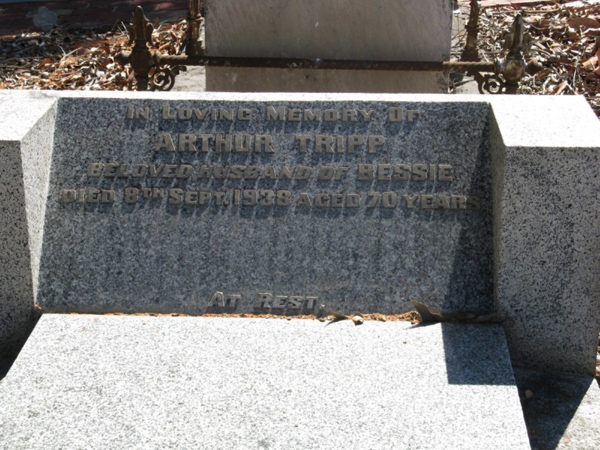 IN LOVING MEMORY OF
ARTHUR TRIPP
BELOVED HUSBAND OF BESSIE
DIED 8TH SEPT. 1938 AGED 70 YEARS
AT REST